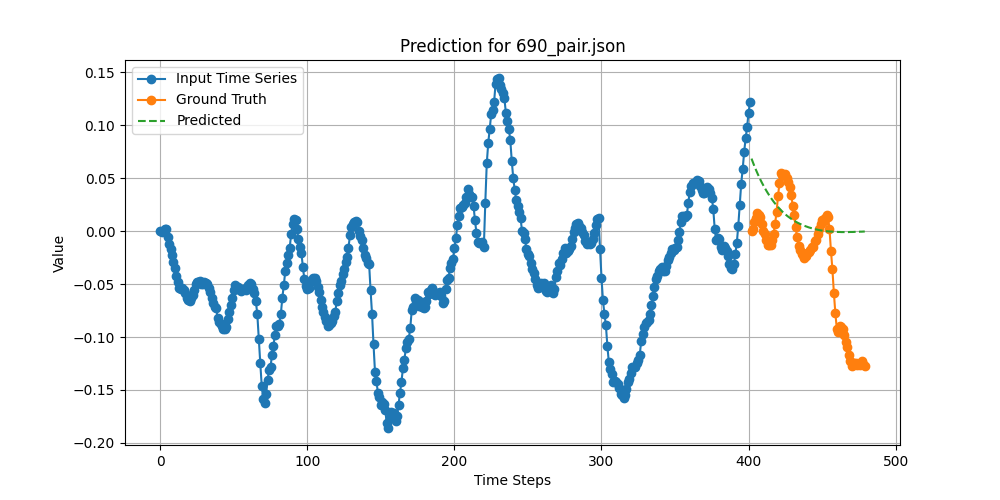 Prediction for 690_pair.json
Input Time Series
Ground Truth
Predicted
Value
0.15
0.10
0.05
0.00
−0.05
−0.10
−0.15
−0.20
0 100 200 300 400 500
Time Steps